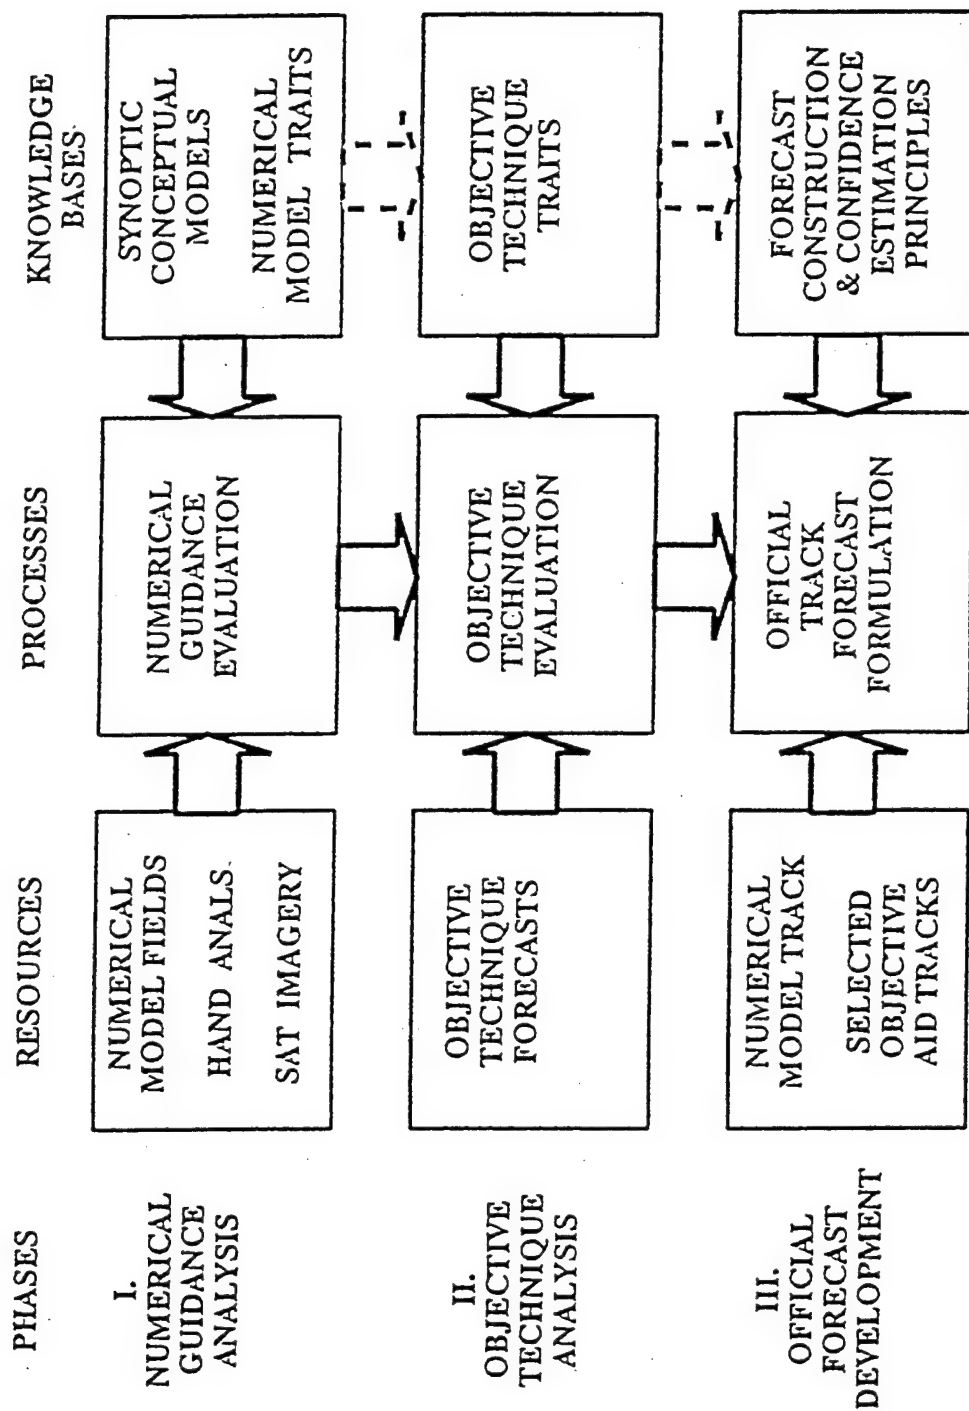 PHASES
RESOURCES
PROCESSES
KNOWLEDGE
BASES
I.
NUMERICAL
GUIDANCE
ANALYSIS
NUMERICAL
MODEL FIELDS
HAND ANALS.
SAT IMAGERY
NUMERICAL
GUIDANCE
EVALUATION
SYNOPTIC
CONCEPTUAL
MODELS
NUMERICAL
MODEL TRAITS
II.
OBJECTIVE
TECHNIQUE
ANALYSIS
OBJECTIVE
TECHNIQUE
FORECASTS
OBJECTIVE
TECHNIQUE
EVALUATION
OBJECTIVE
TECHNIQUE
TRAITS
III.
OFFICIAL
FORECAST
DEVELOPMENT
NUMERICAL
MODEL TRACK
SELECTED
OBJECTIVE
AID TRACKS
OFFICIAL
TRACK
FORECAST
FORMULATION
FORECAST
CONSTRUCTION
& CONFIDENCE
ESTIMATION
PRINCIPLES